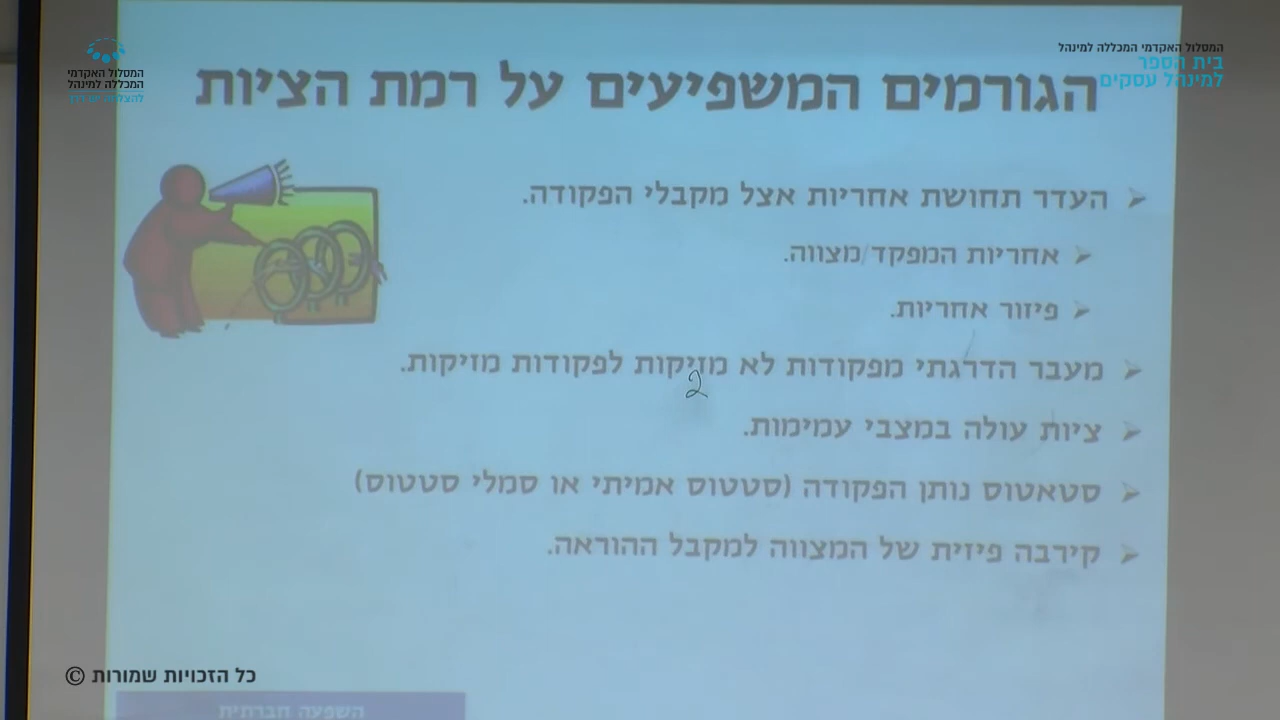 המסלול האקדמי המכללה למינהל
בית הספר
למינהל עסקים
המסלול האקדמי
המכללה למינהל
הגורמים המשפיעים על רמת הציות
העדר תחושת אחריות אצל מקבלי הפקודה.
אחריות המפקד/מצווה.
פיזור אחריות.
מעבר הדרגתי מפקודות לא מזיקות לפקודות מזיקות.
2
ציות עולה במצבי עמימות.
סטאטוס נותן הפקודה (סטטוס אמיתי או סמלי סטטוס)
קירבה פיזית של המצווה למקבל ההוראה.
כל הזכויות שמורות ©
השפעה חברתית